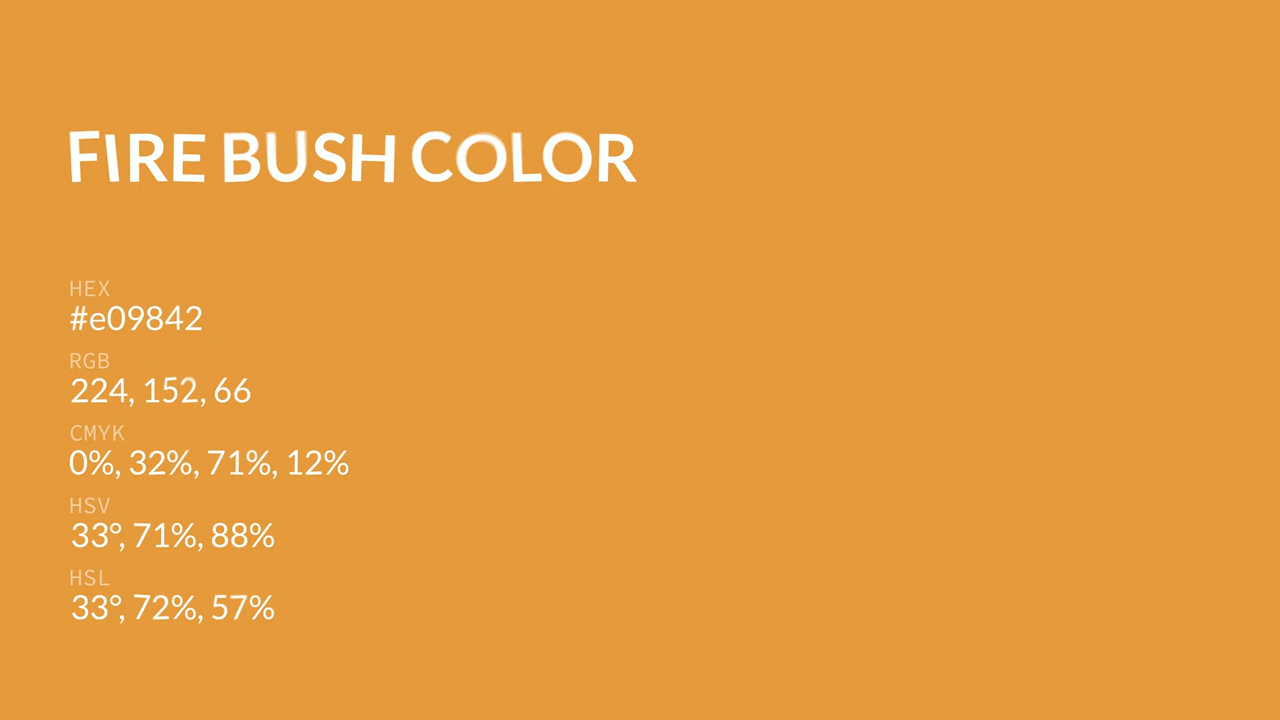 FIRE BUSH COLOR
HEX
#e09842
RGB
224, 152, 66
CMYK
0%, 32%, 71%, 12%
HSV
33°, 71%, 88%
HSL
33°, 72%, 57%